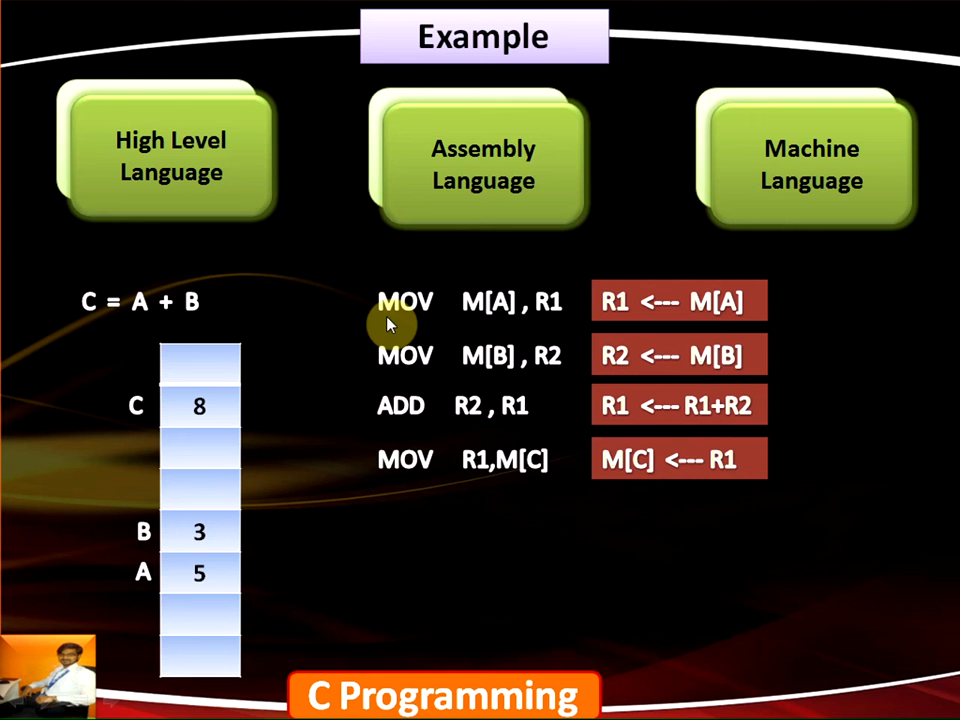 Example
High Level
Language
Assembly
Language
Machine
Language
C = A + B
MOV M[A] , R1 R1 <--- M[A]
MOV M[B] , R2 R2 <--- M[B]
ADD R2 , R1 R1 <--- R1+R2
MOV R1,M[C] M[C] <--- R1
C 8
B 3
A 5
C Programming